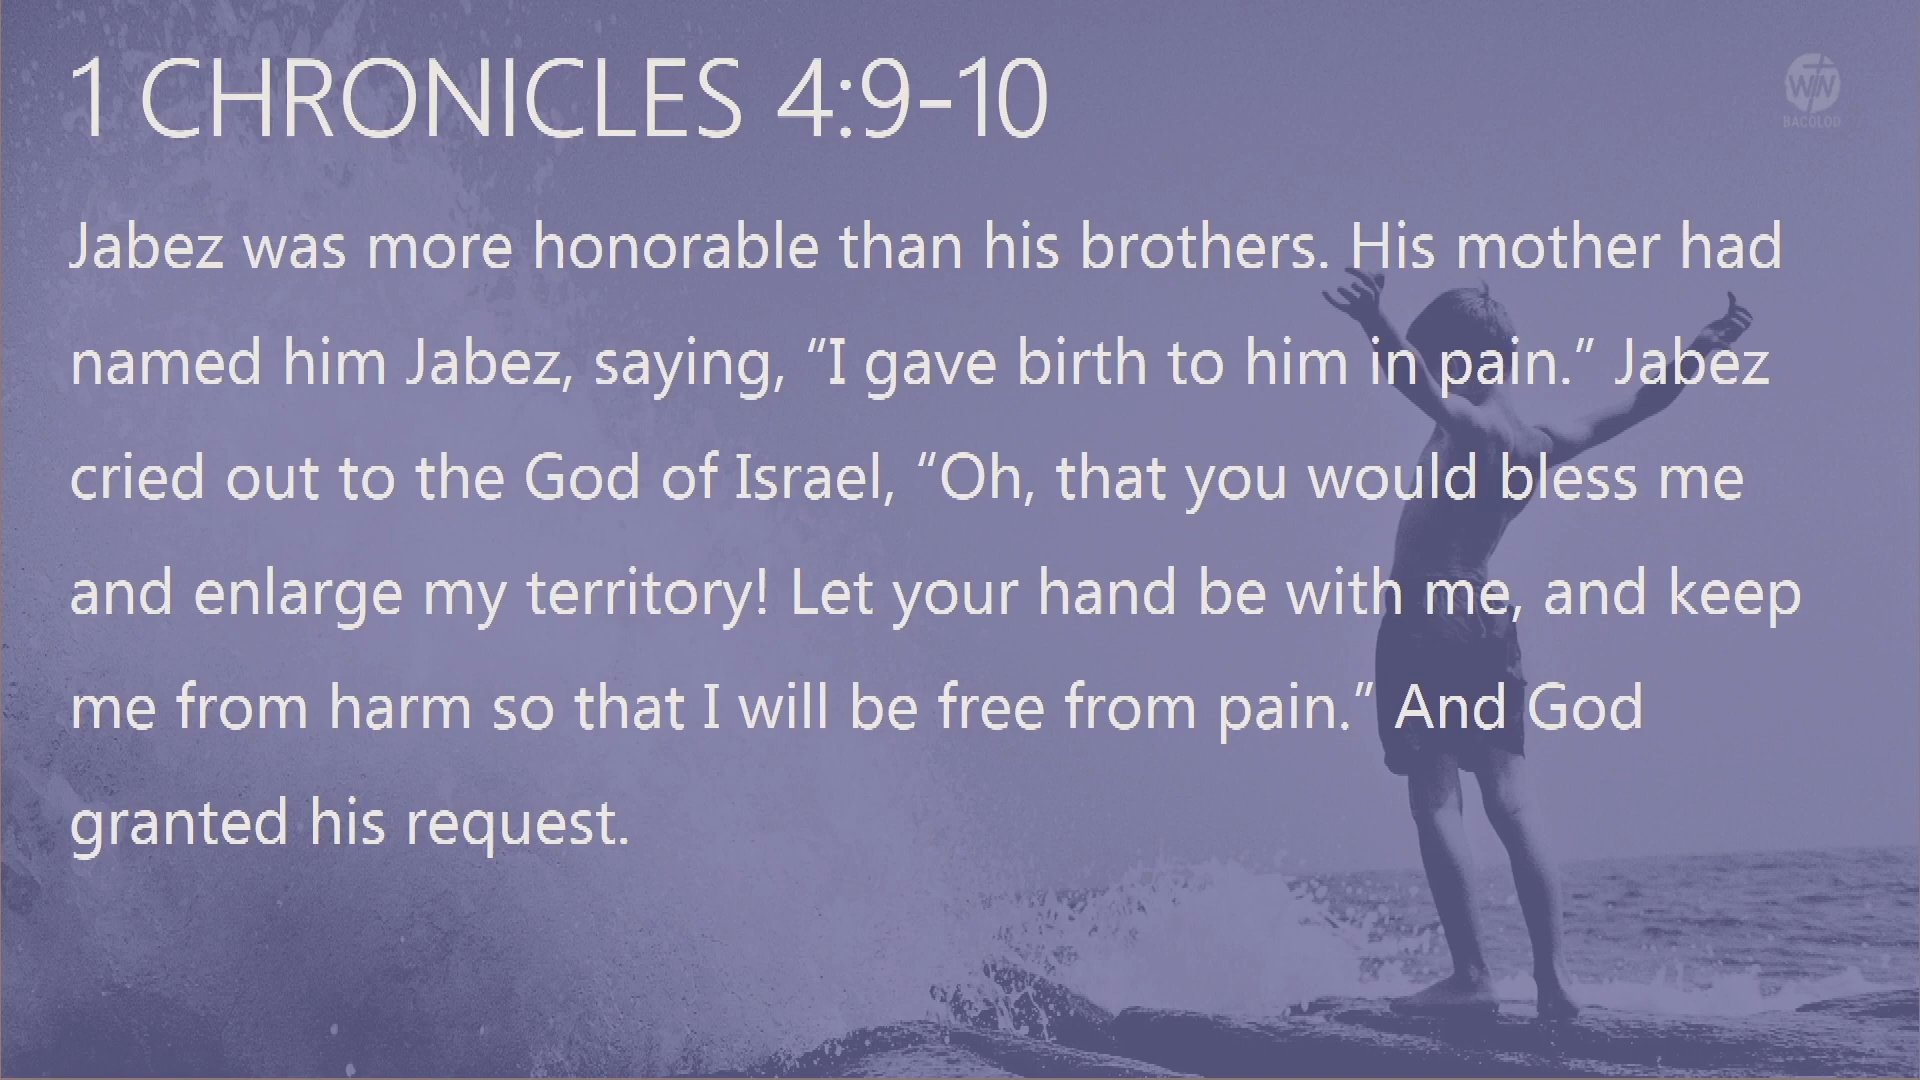 1 CHRONICLES 4:9-10
WIN
BACOLOD
Jabez was more honorable than his brothers. His mother had
named him Jabez, saying, “I gave birth to him in pain.” Jabez
cried out to the God of Israel, “Oh, that you would bless me
and enlarge my territory! Let your hand be with me, and keep
me from harm so that I will be free from pain.” And God
granted his request.